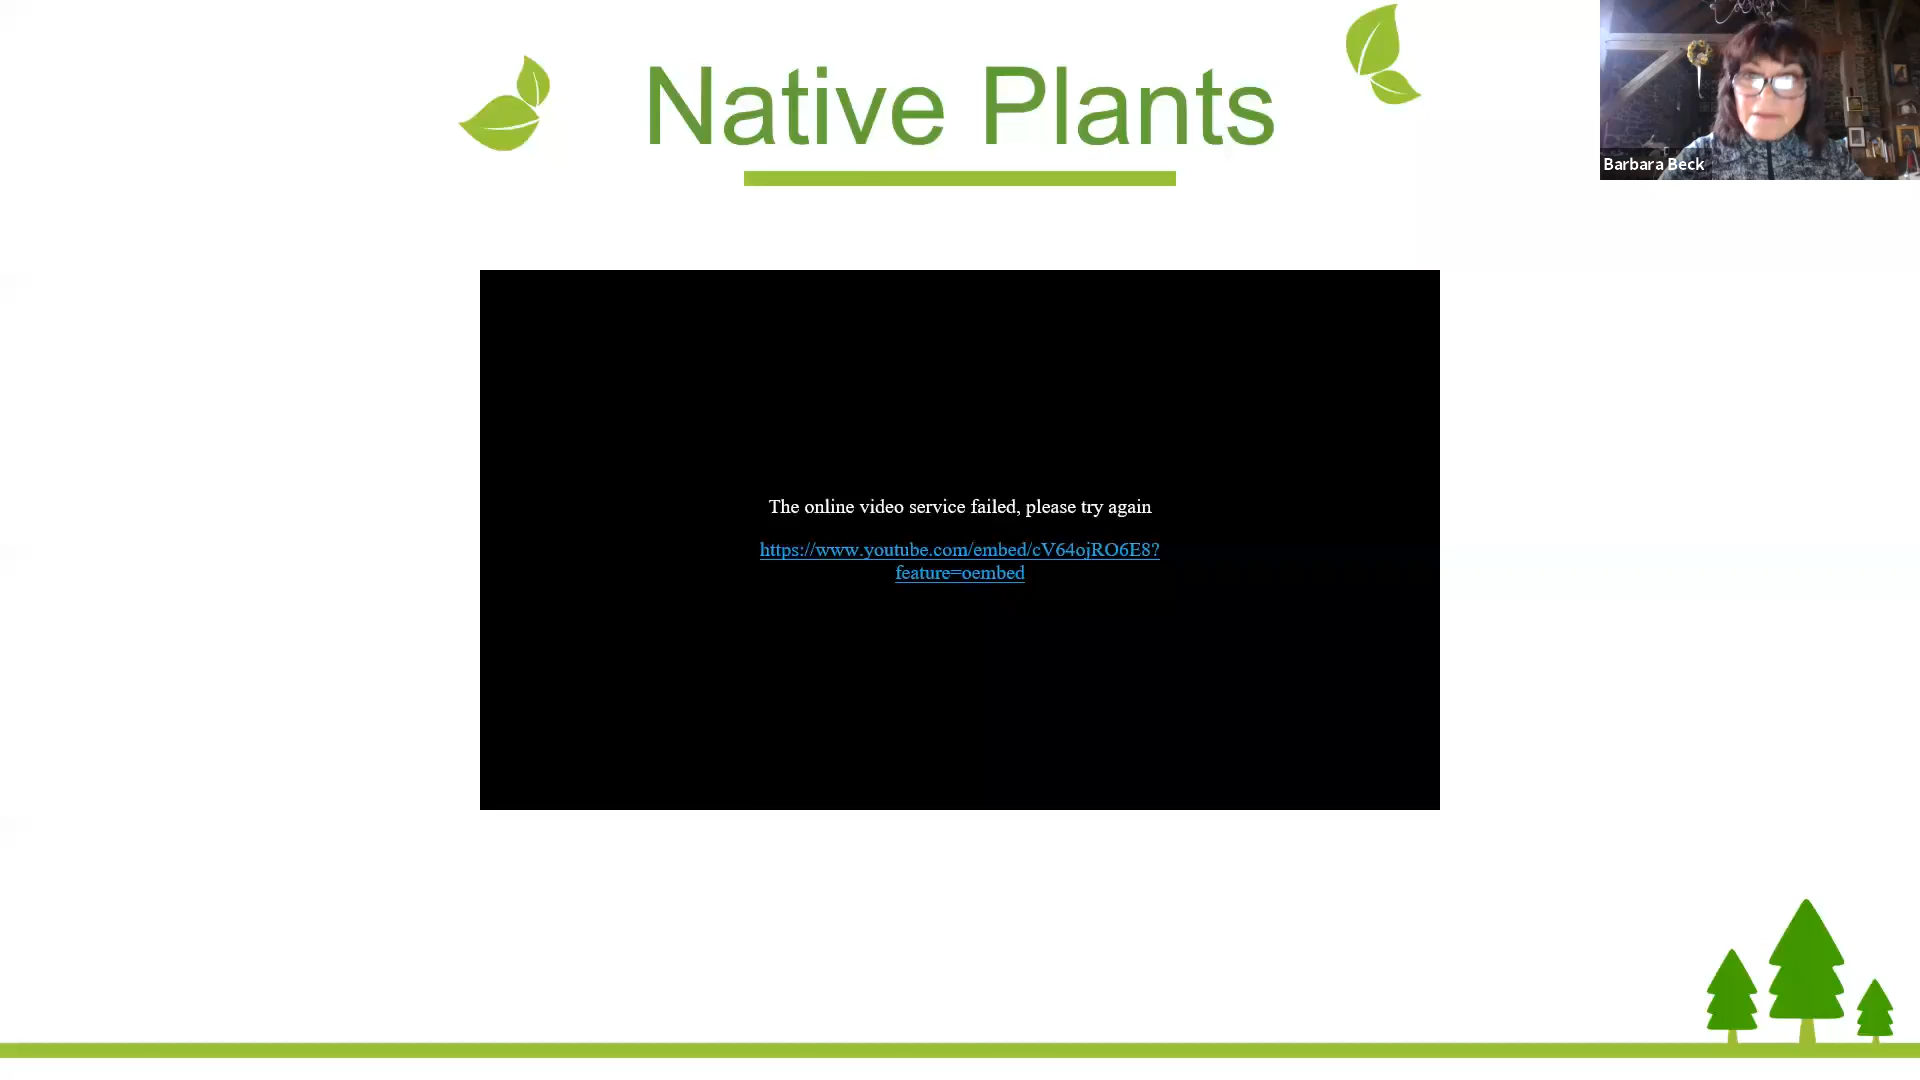 Native Plants
Barbara Beck
The online video service failed, please try again
https://www.youtube.com/embed/cV64ojRO6E8?
feature=oembed